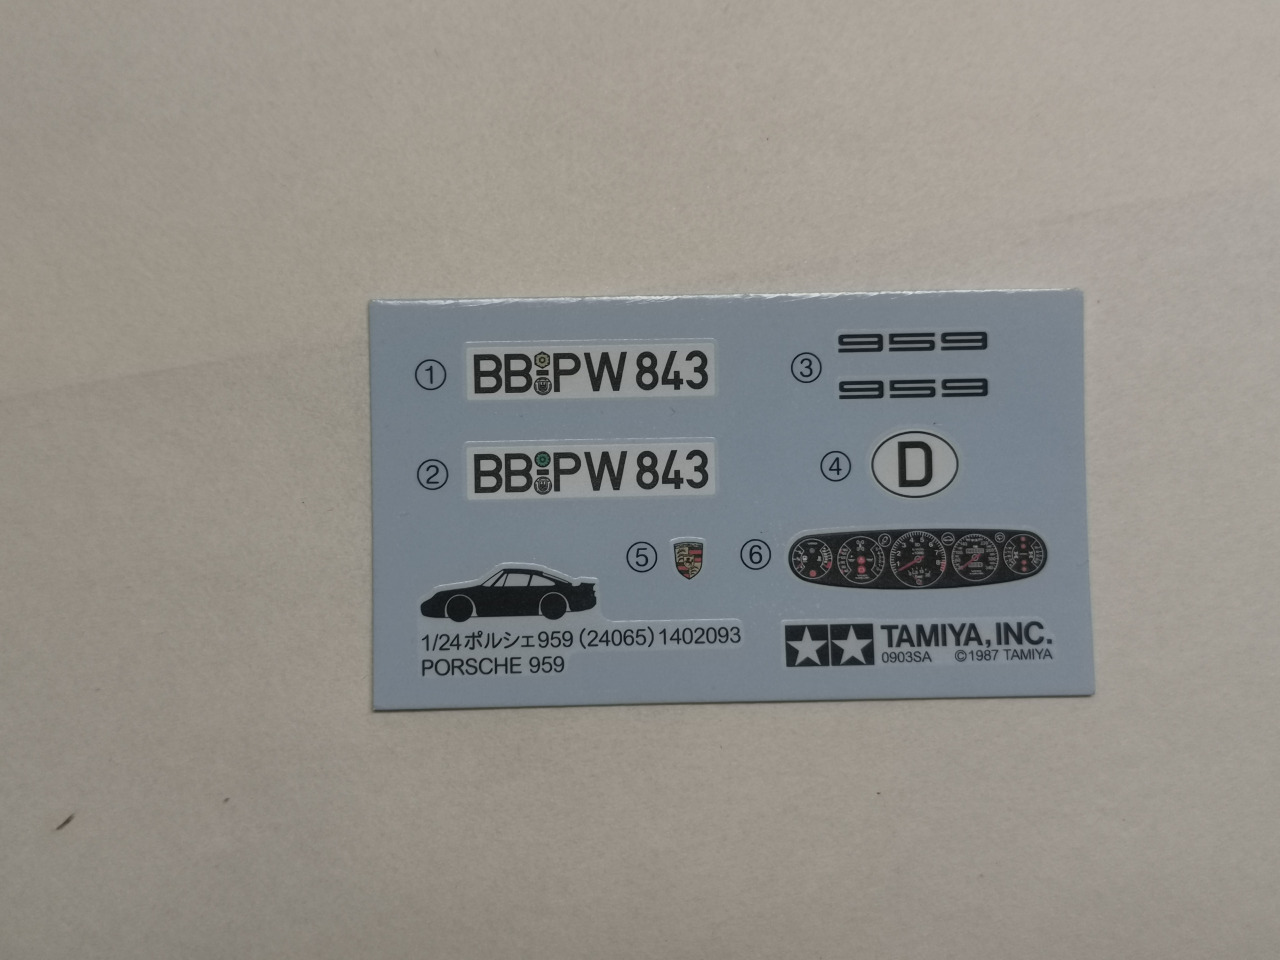 ① BB PW 843
③ 959
959
② BB PW 843
④ D
⑤
⑥
1/24ポルシェ959 (24065) 1402093
PORSCHE 959
TAMIYA, INC.
0903SA ©1987 TAMIYA